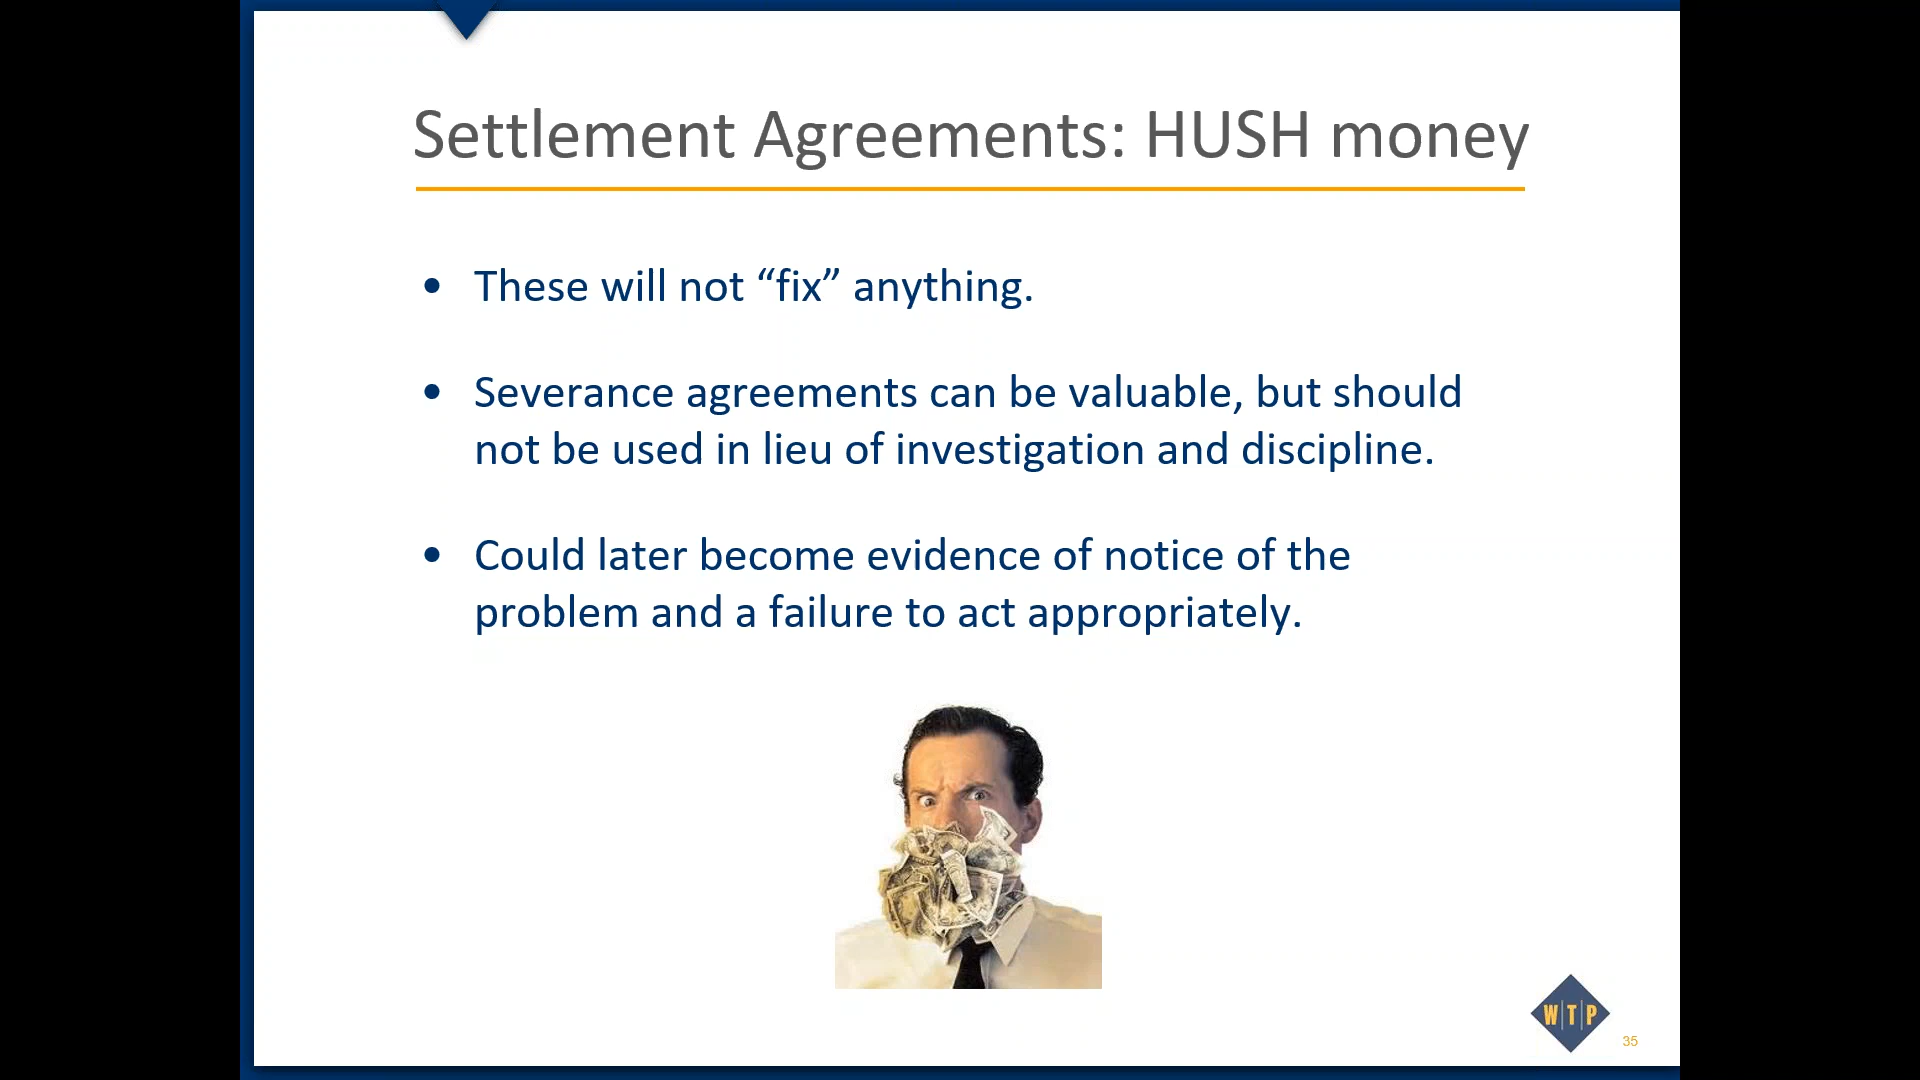 Settlement Agreements: HUSH money
• These will not “fix” anything.
• Severance agreements can be valuable, but should
not be used in lieu of investigation and discipline.
• Could later become evidence of notice of the
problem and a failure to act appropriately.
W|T|P
35